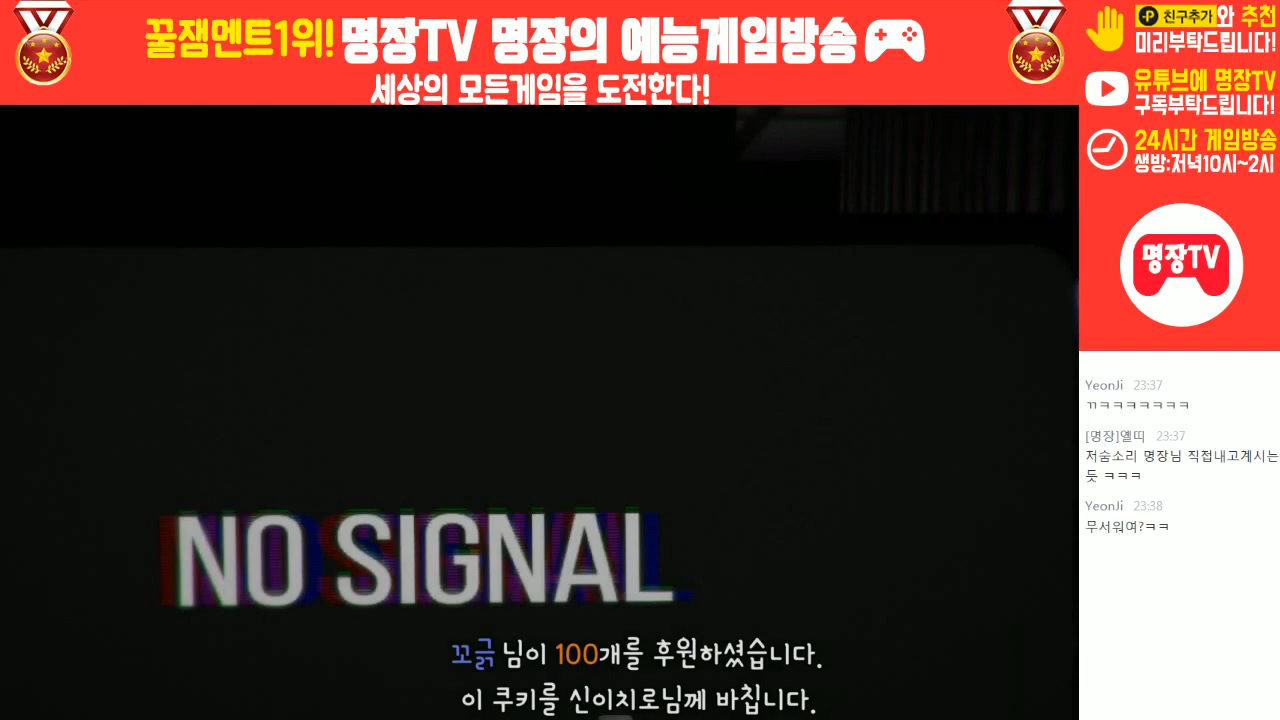 꿀잼멘트1위! 명장TV 명장의 예능게임방송
세상의 모든게임을 도전한다!
P 친구추가와 추천
미리부탁드립니다!
유튜브에 명장TV
구독부탁드립니다!
24시간 게임방송
생방:저녁10시~2시
명장TV
YeonJi 23:37
ㄲㅋㅋㅋㅋㅋㅋㅋ
[명장]옐띠 23:37
저숨소리 명장님 직접내고계시는
듯 ㅋㅋㅋ
YeonJi 23:38
무서워여?ㅋㅋ
NO SIGNAL
꼬긁 님이 100개를 후원하셨습니다.
이 쿠키를 신이치로님께 바칩니다.